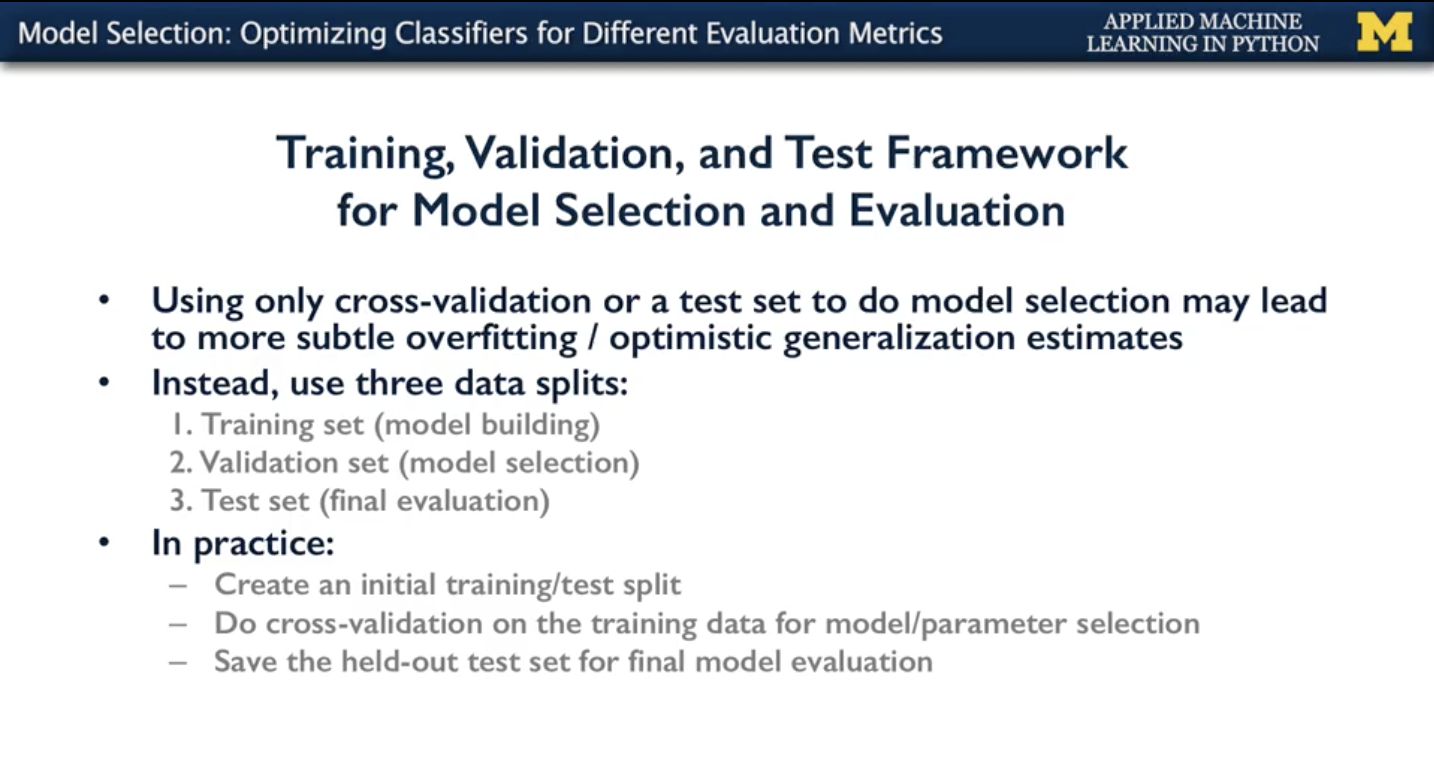 Model Selection: Optimizing Classifiers for Different Evaluation Metrics
APPLIED MACHINE
LEARNING IN PYTHON
M
Training, Validation, and Test Framework
for Model Selection and Evaluation
• Using only cross-validation or a test set to do model selection may lead
to more subtle overfitting / optimistic generalization estimates
• Instead, use three data splits:
1. Training set (model building)
2. Validation set (model selection)
3. Test set (final evaluation)
• In practice:
– Create an initial training/test split
– Do cross-validation on the training data for model/parameter selection
– Save the held-out test set for final model evaluation